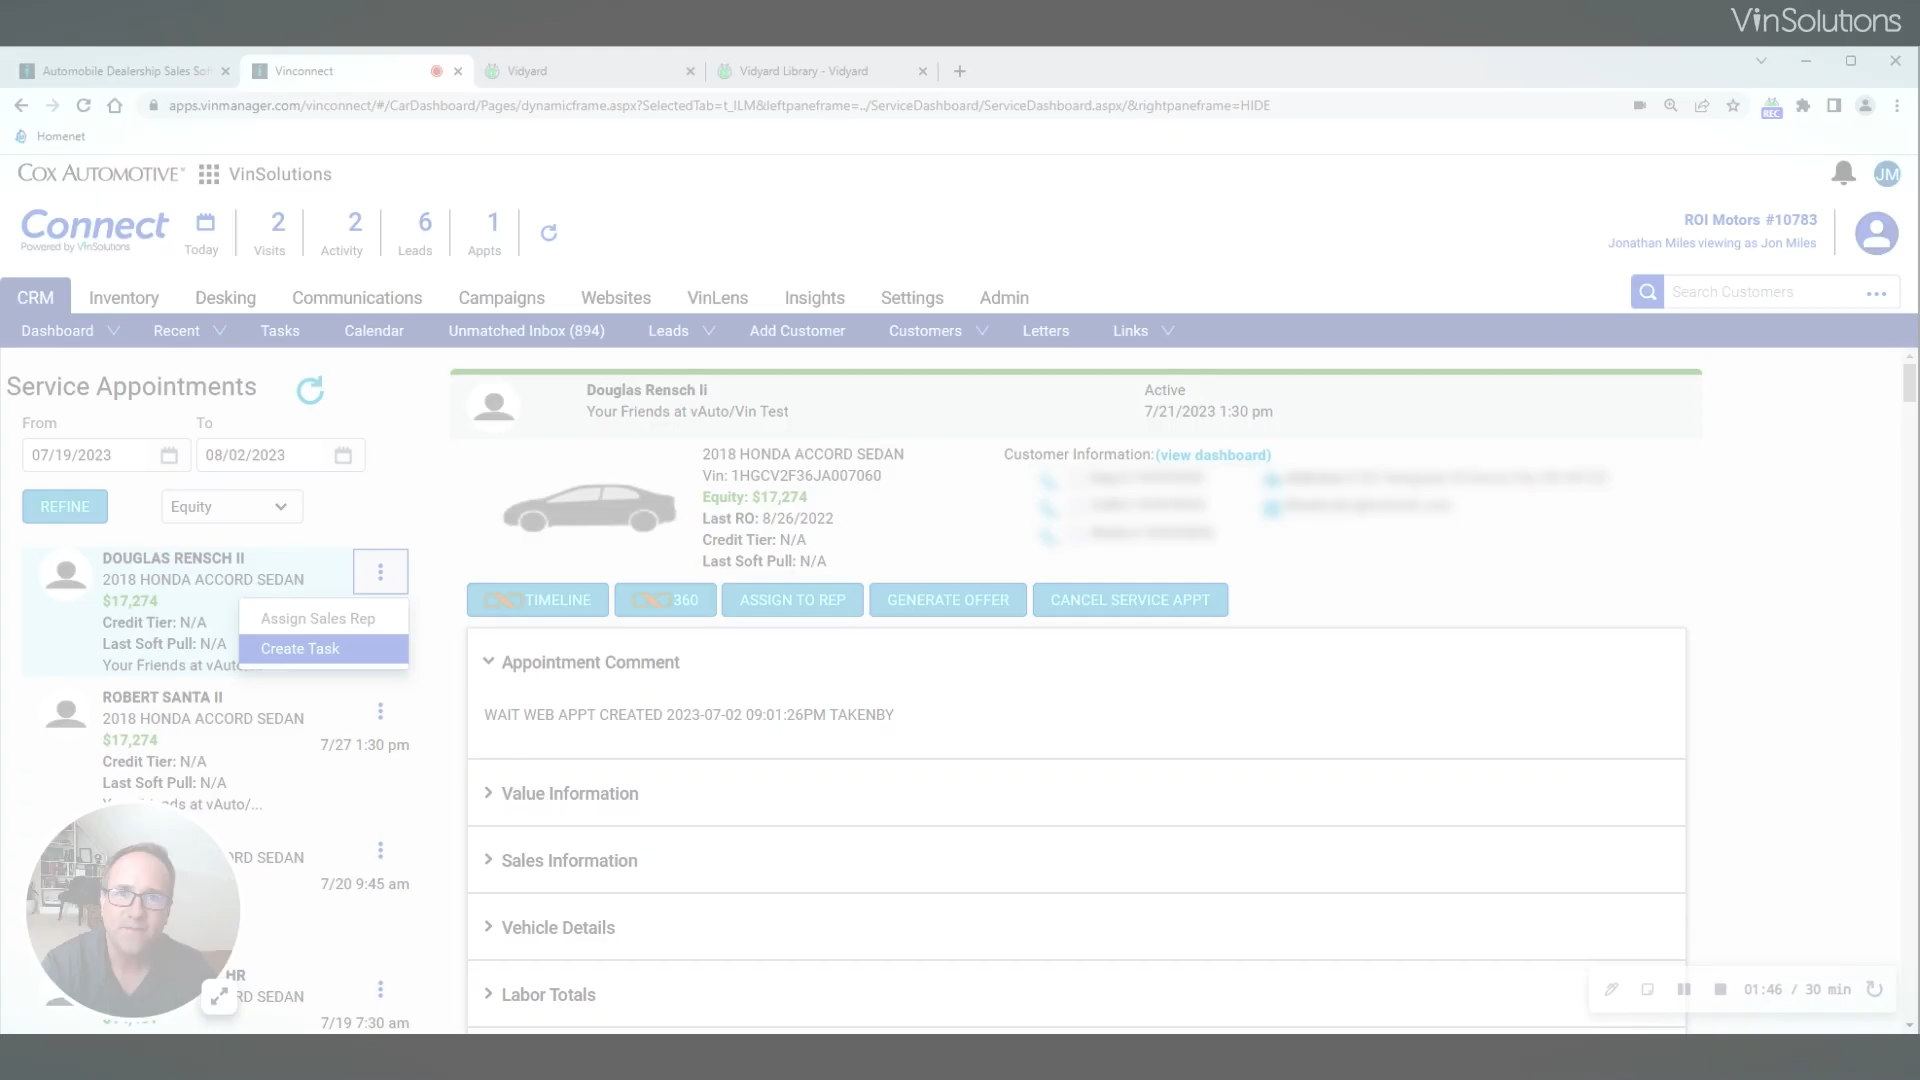 VinSolutions
Automobile Dealership Sales Sof
Vinconnect
Vidyard
Vidyard Library - Vidyard
apps.vinmanager.com/vinconnect/#/CarDashboard/Pages/dynamicframe.aspx?SelectedTab=t_ILM&leftpaneframe=../ServiceDashboard/ServiceDashboard.aspx/&rightpaneframe=HIDE
REC
Homenet
COX AUTOMOTIVE™ VinSolutions
JM
Connect
Powered by VinSolutions
Today
2 Visits
2 Activity
6 Leads
1 Appts
ROI Motors #10783
Jonathan Miles viewing as Jon Miles
CRM Inventory Desking Communications Campaigns Websites VinLens Insights Settings Admin
Search Customers
Dashboard Recent Tasks Calendar Unmatched Inbox (894) Leads Add Customer Customers Letters Links
Service Appointments
From To
07/19/2023 08/02/2023
REFINE Equity
DOUGLAS RENSCH II
2018 HONDA ACCORD SEDAN
$17,274
Credit Tier: N/A
Last Soft Pull: N/A
Your Friends at vAuto/
Assign Sales Rep
Create Task
ROBERT SANTA II
2018 HONDA ACCORD SEDAN
$17,274
7/27 1:30 pm
Credit Tier: N/A
Last Soft Pull: N/A
ds at vAuto/...
RD SEDAN
7/20 9:45 am
HR
RD SEDAN
7/19 7:30 am
Douglas Rensch Ii
Your Friends at vAuto/Vin Test
Active
7/21/2023 1:30 pm
2018 HONDA ACCORD SEDAN
Vin: 1HGCV2F36JA007060
Equity: $17,274
Last RO: 8/26/2022
Credit Tier: N/A
Last Soft Pull: N/A
Customer Information:(view dashboard)
TIMELINE 360 ASSIGN TO REP GENERATE OFFER CANCEL SERVICE APPT
Appointment Comment
WAIT WEB APPT CREATED 2023-07-02 09:01:26PM TAKENBY
Value Information
Sales Information
Vehicle Details
Labor Totals
01:46 / 30 min